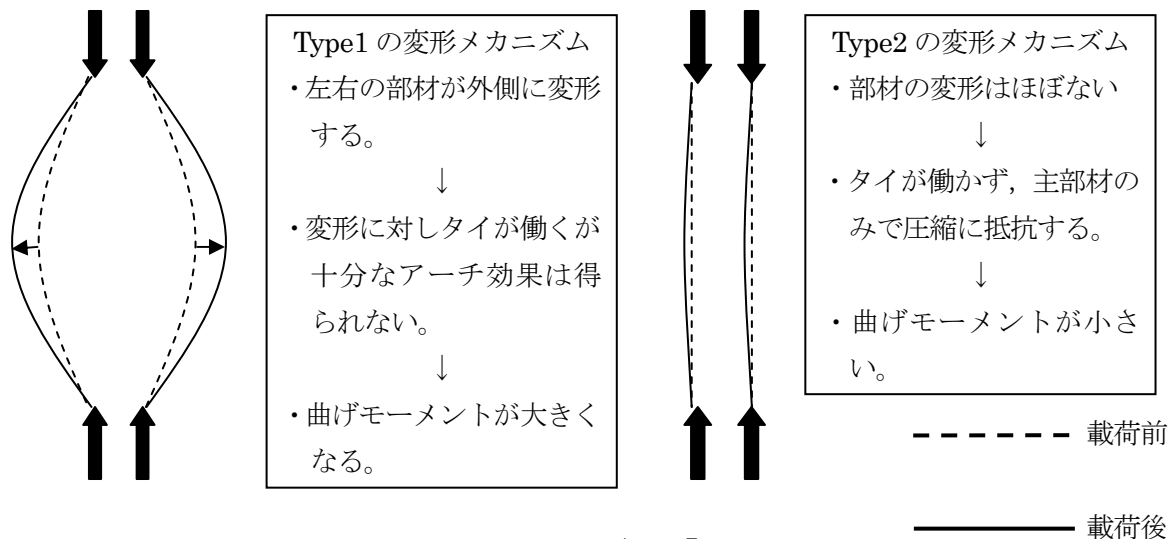 Type1 の変形メカニズム
・左右の部材が外側に変形
する。
↓
・変形に対しタイが働くが
十分なアーチ効果は得
られない。
↓
・曲げモーメントが大きく
なる。
Type2 の変形メカニズム
・部材の変形はほぼない
↓
・タイが働かず，主部材の
みで圧縮に抵抗する。
↓
・曲げモーメントが小さ
い。
載荷前
載荷後